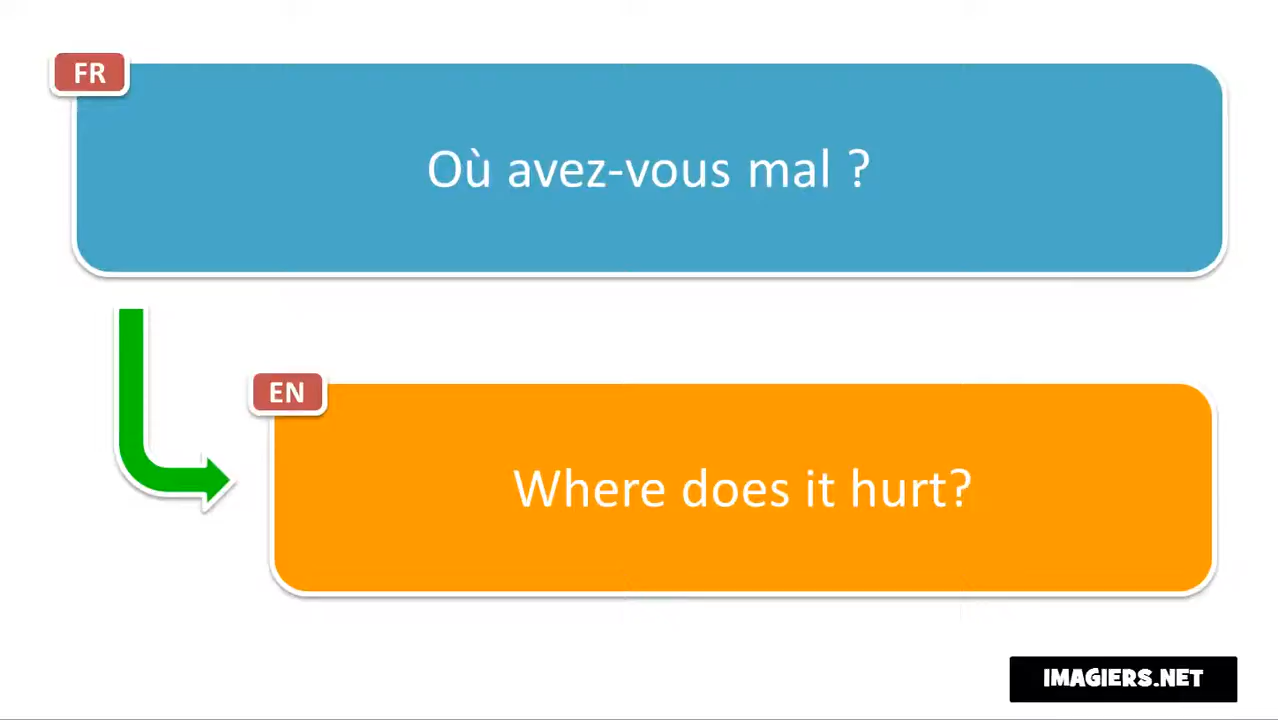 FR
Où avez-vous mal ?
EN
Where does it hurt?
IMAGIERS.NET